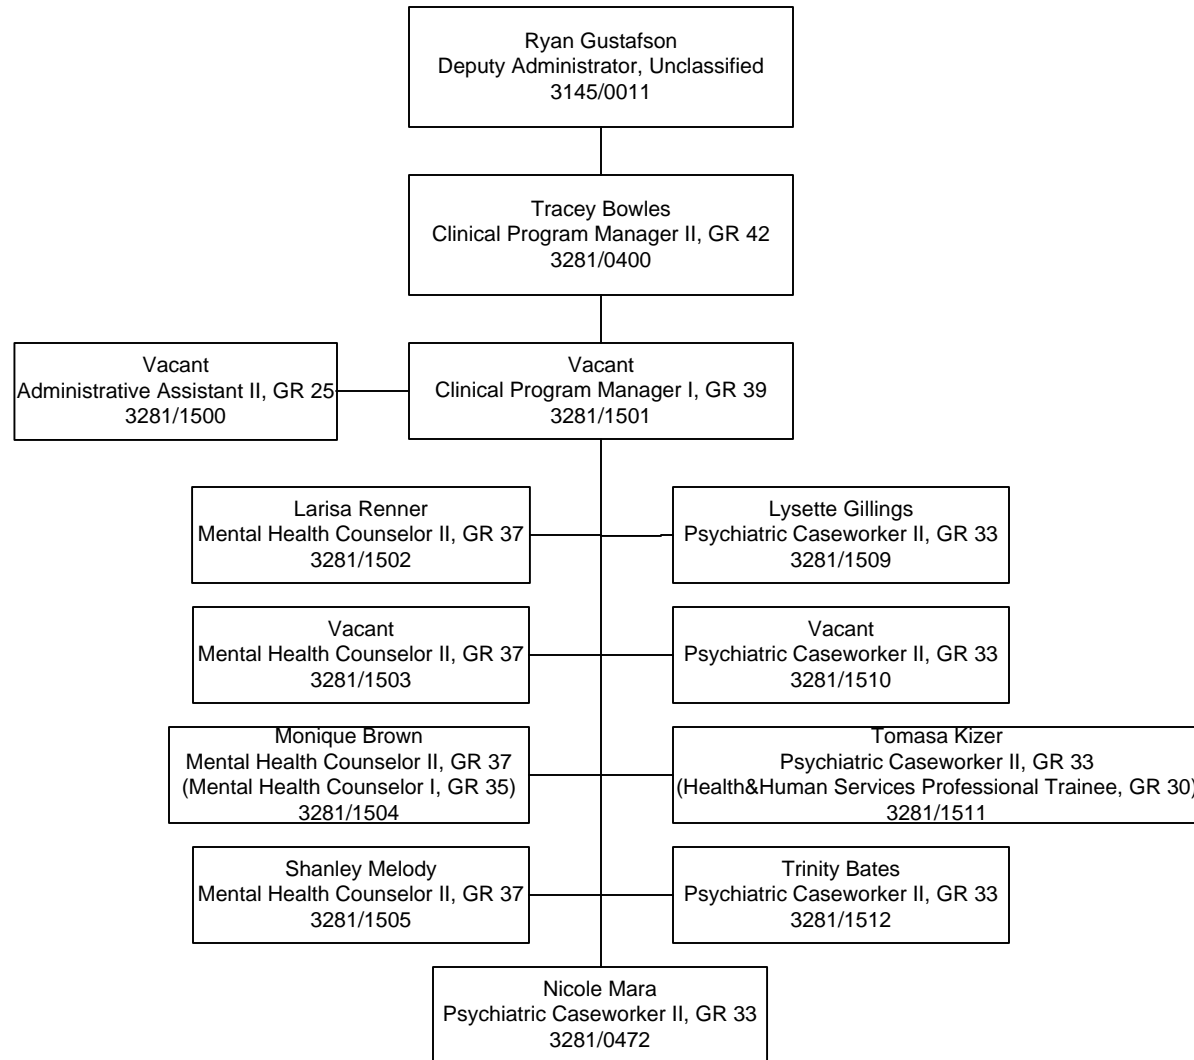 Ryan Gustafson
Deputy Administrator, Unclassified
3145/0011
Tracey Bowles
Clinical Program Manager II, GR 42
3281/0400
Vacant
Administrative Assistant II, GR 25
3281/1500
Vacant
Clinical Program Manager I, GR 39
3281/1501
Larisa Renner
Mental Health Counselor II, GR 37
3281/1502
Lysette Gillings
Psychiatric Caseworker II, GR 33
3281/1509
Vacant
Mental Health Counselor II, GR 37
3281/1503
Vacant
Psychiatric Caseworker II, GR 33
3281/1510
Monique Brown
Mental Health Counselor II, GR 37
(Mental Health Counselor I, GR 35)
3281/1504
Tomasa Kizer
Psychiatric Caseworker II, GR 33
(Health&Human Services Professional Trainee, GR 30)
3281/1511
Shanley Melody
Mental Health Counselor II, GR 37
3281/1505
Trinity Bates
Psychiatric Caseworker II, GR 33
3281/1512
Nicole Mara
Psychiatric Caseworker II, GR 33
3281/0472